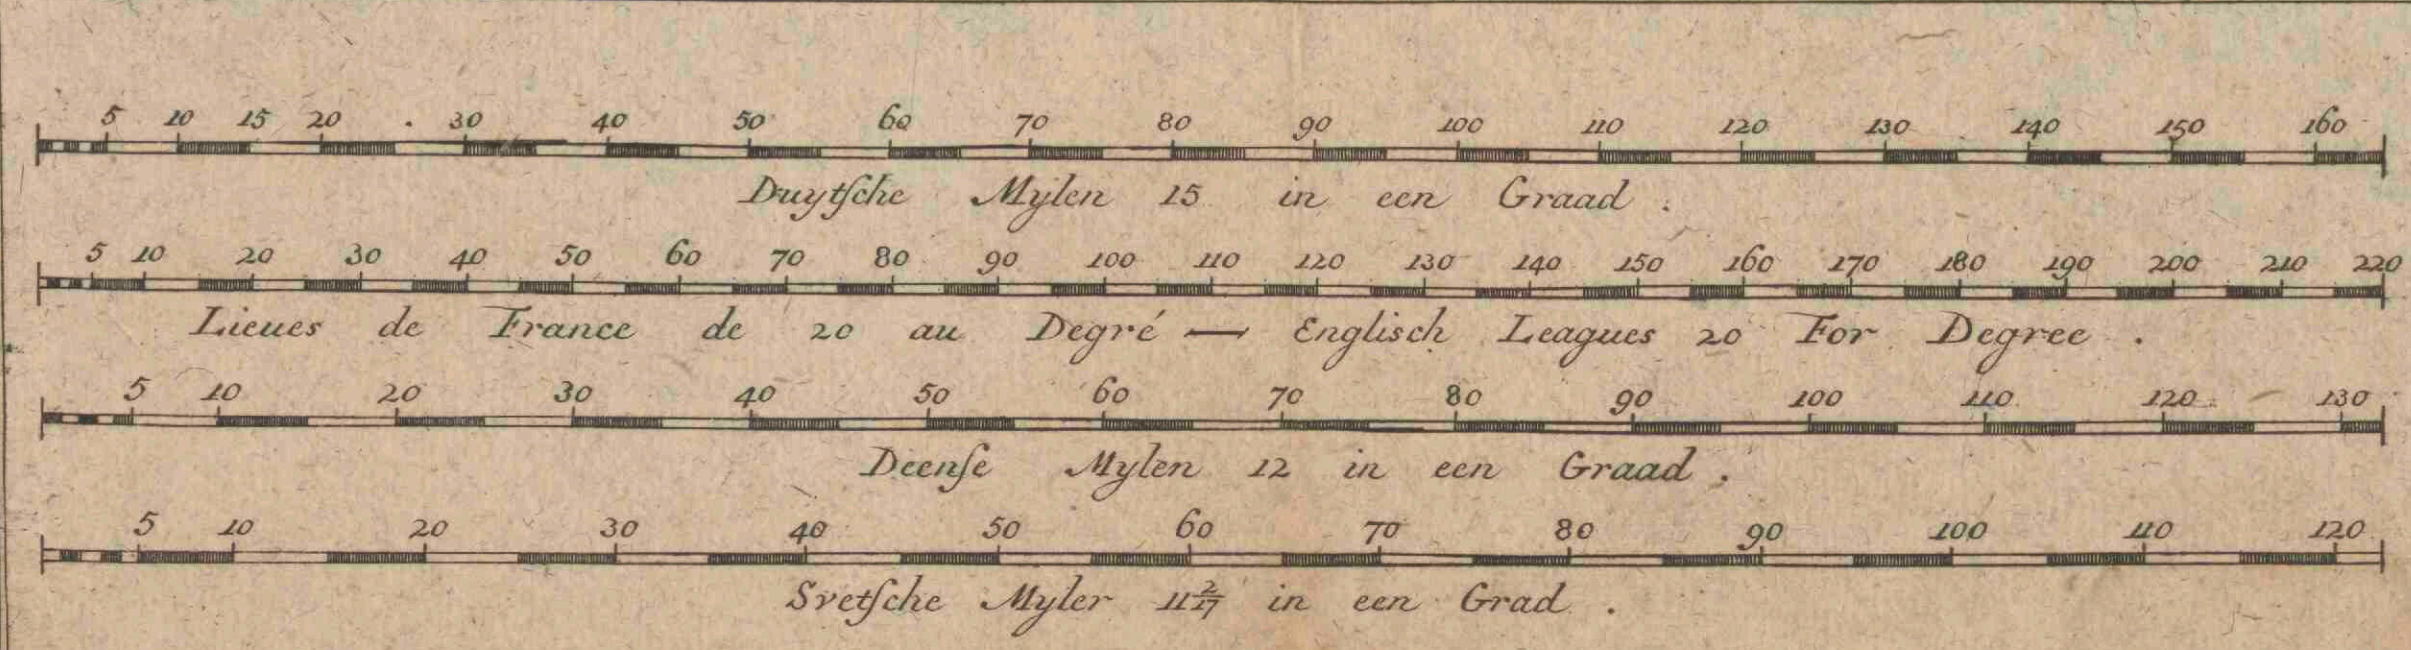 5 10 15 20 30 40 50 60 70 80 90 100 110 120 130 140 150 160
Duytſche Mylen 15 in een Graad .
5 10 20 30 40 50 60 70 80 90 100 110 120 130 140 150 160 170 180 190 200 210 220
Lieues de France de 20 au Degré — Englisch Leagues 20 For Degree .
5 10 20 30 40 50 60 70 80 90 100 110 120 130
Deenſe Mylen 12 in een Graad .
5 10 20 30 40 50 60 70 80 90 100 110 120
Svetſche Myler 11 2/17 in een Grad .